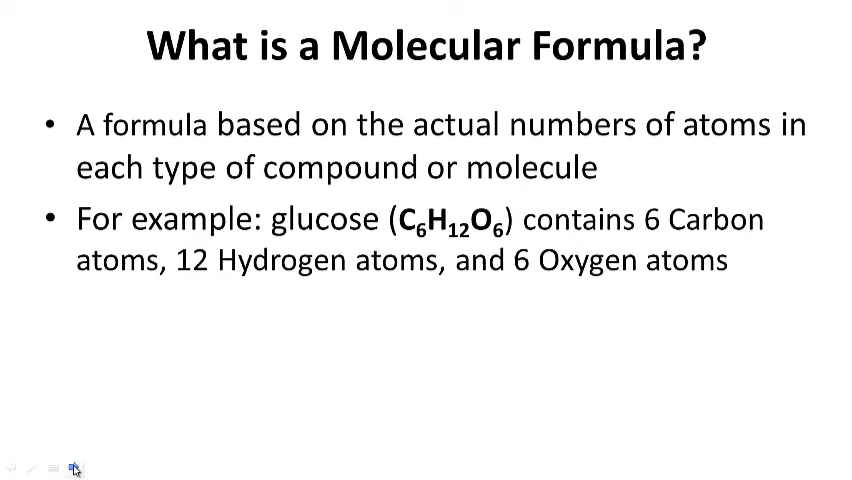 What is a Molecular Formula?
• A formula based on the actual numbers of atoms in
each type of compound or molecule
• For example: glucose (C₆H₁₂O₆) contains 6 Carbon
atoms, 12 Hydrogen atoms, and 6 Oxygen atoms